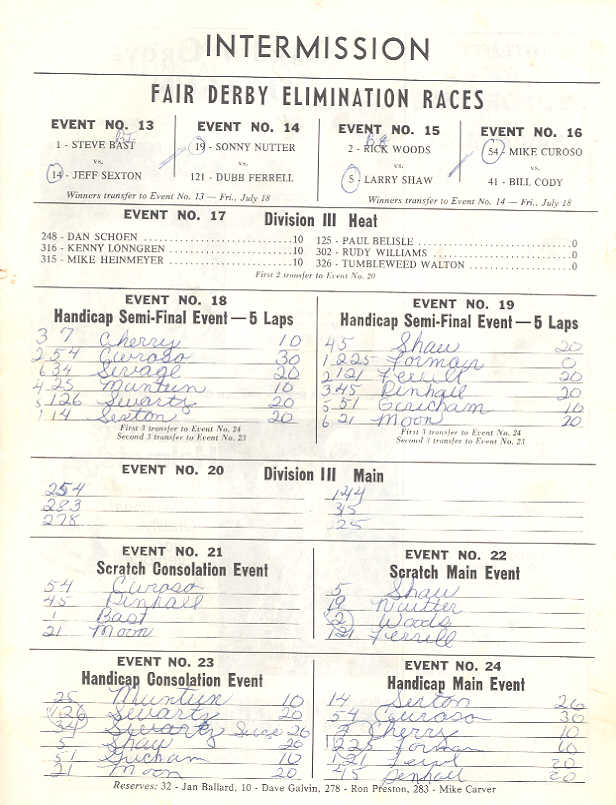 INTERMISSION
FAIR DERBY ELIMINATION RACES
EVENT NO. 13
1 - STEVE BAST
vs.
14 - JEFF SEXTON
EVENT NO. 14
19 - SONNY NUTTER
vs.
121 - DUBB FERRELL
Winners transfer to Event No. 13 — Fri., July 18
EVENT NO. 15
2 - RICK WOODS
vs.
5 - LARRY SHAW
EVENT NO. 16
54 - MIKE CUROSO
vs.
41 - BILL CODY
Winners transfer to Event No. 14 — Fri., July 18
EVENT NO. 17 Division III Heat
248 - DAN SCHOEN ..........10
316 - KENNY LONNGREN ..........10
315 - MIKE HEINMEYER ..........10
125 - PAUL BELISLE ..........0
302 - RUDY WILLIAMS ..........0
326 - TUMBLEWEED WALTON ..........0
First 2 transfer to Event No. 20
EVENT NO. 18
Handicap Semi-Final Event — 5 Laps
3 7 Cherry 10
2 54 Curoso 30
6 34 Sivage 20
4 25 Muntun 10
5 126 Swartz 20
1 14 Sexton 20
First 3 transfer to Event No. 24
Second 3 transfer to Event No. 23
EVENT NO. 19
Handicap Semi-Final Event — 5 Laps
4 5 Shaw 20
1 225 Forman 0
2 121 Ferrill 20
3 45 Penhall 20
5 51 10
6 21 Moon 20
First 3 transfer to Event No. 24
Second 3 transfer to Event No. 23
EVENT NO. 20 Division III Main
254
283
278
144
35
25
EVENT NO. 21
Scratch Consolation Event
54 Curoso
45 Penhall
1 Bast
21 Moon
EVENT NO. 22
Scratch Main Event
5 Shaw
19 Nutter
2 Woods
121 Ferrill
EVENT NO. 23
Handicap Consolation Event
25 Muntun 10
126 Swartz 20
34 20
5 Shaw 20
51 10
21 Moon 20
EVENT NO. 24
Handicap Main Event
14 Sexton 20
54 Curoso 30
7 Cherry 10
225 Forman 10
121 20
45 Penhall 20
Reserves: 32 - Jan Ballard, 10 - Dave Galvin, 278 - Ron Preston, 283 - Mike Carver